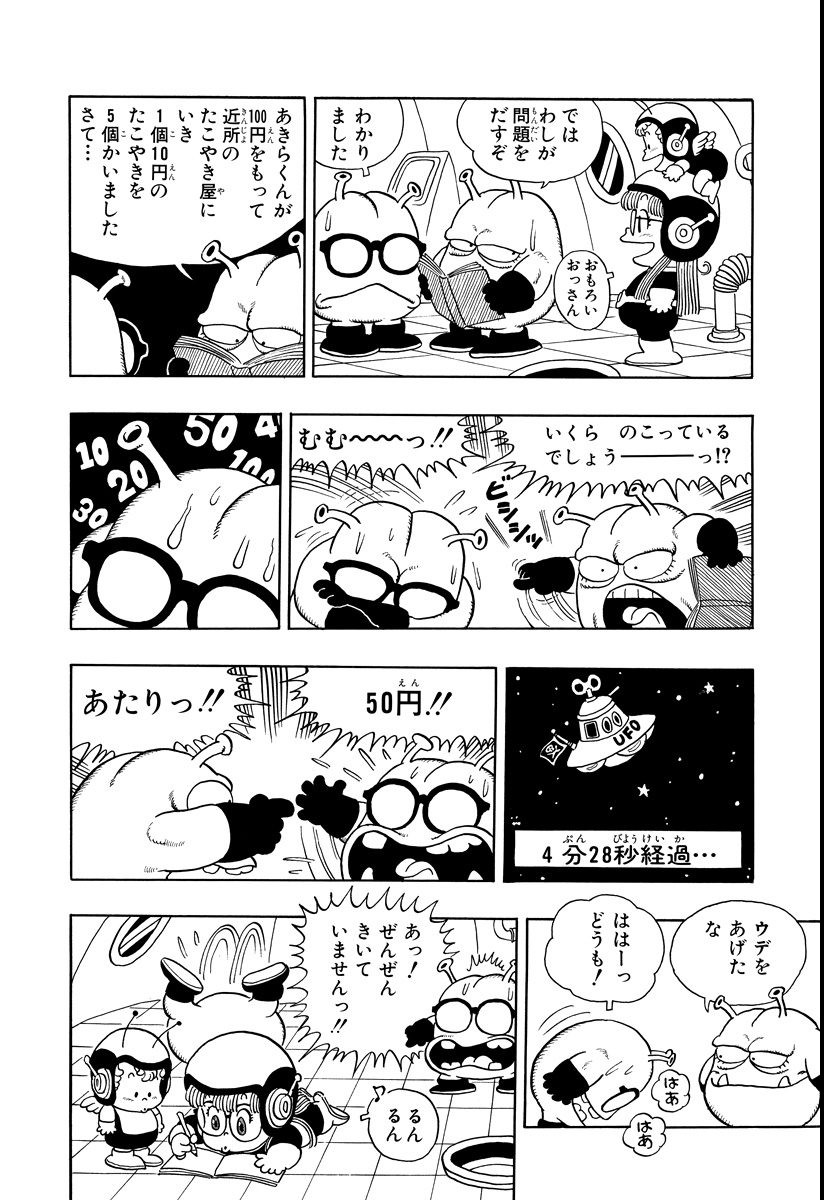 では
わしが
問題を
だすぞ
わかり
ました
おもろい
おっさん
あきらくんが
100円をもって
近所の
たこやき屋に
いき
1個10円の
たこやきを
5個かいました
さて…
いくら のこっている
でしょう───っ!?
ビシッ
むむ〜〜〜っ!!
10
20
30
50
4
100
UFO
4分28秒経過…
50円!!
あたりっ!!
ウデを
あげた
な
ははーっ
どうも!
はあ
はあ
あっ!
ぜんぜん
きいて
いませんっ!!
るん
るん